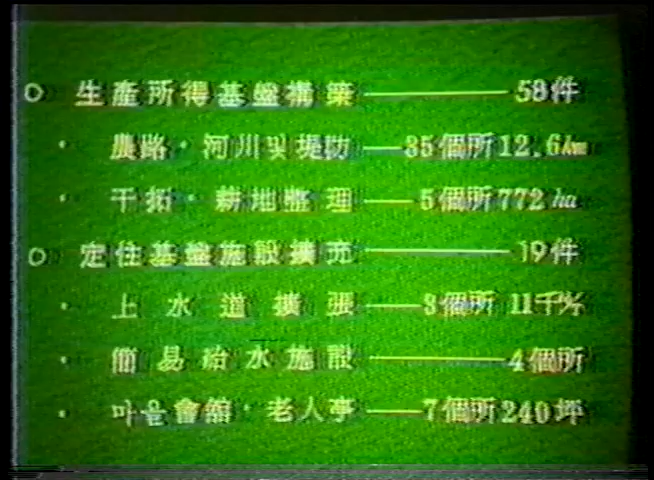 ○ 生産所得基盤構築 ── 58件
· 農路·河川및堤防 ── 35個所 12.6km
· 干拓·耕地整理 ── 5個所 772ha
○ 定住基盤施設擴充 ── 19件
· 上水道擴張 ── 3個所 11千㎥
· 簡易給水施設 ── 4個所
· 마을會館·老人亭 ── 7個所 240坪